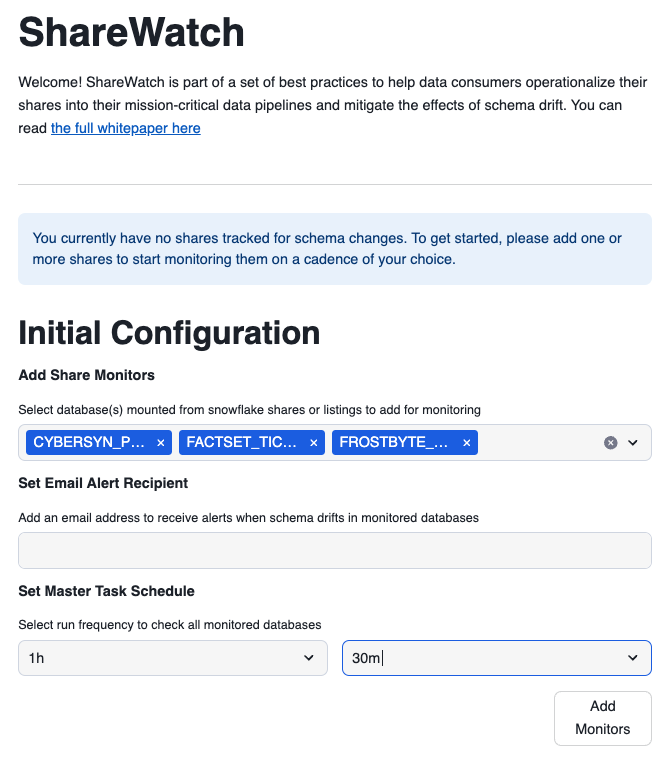 ShareWatch
Welcome! ShareWatch is part of a set of best practices to help data consumers operationalize their
shares into their mission-critical data pipelines and mitigate the effects of schema drift. You can
read the full whitepaper here
You currently have no shares tracked for schema changes. To get started, please add one or
more shares to start monitoring them on a cadence of your choice.
Initial Configuration
Add Share Monitors
Select database(s) mounted from snowflake shares or listings to add for monitoring
CYBERSYN_P... × FACTSET_TIC... × FROSTBYTE_... ×
Set Email Alert Recipient
Add an email address to receive alerts when schema drifts in monitored databases
Set Master Task Schedule
Select run frequency to check all monitored databases
1h 30m
Add
Monitors